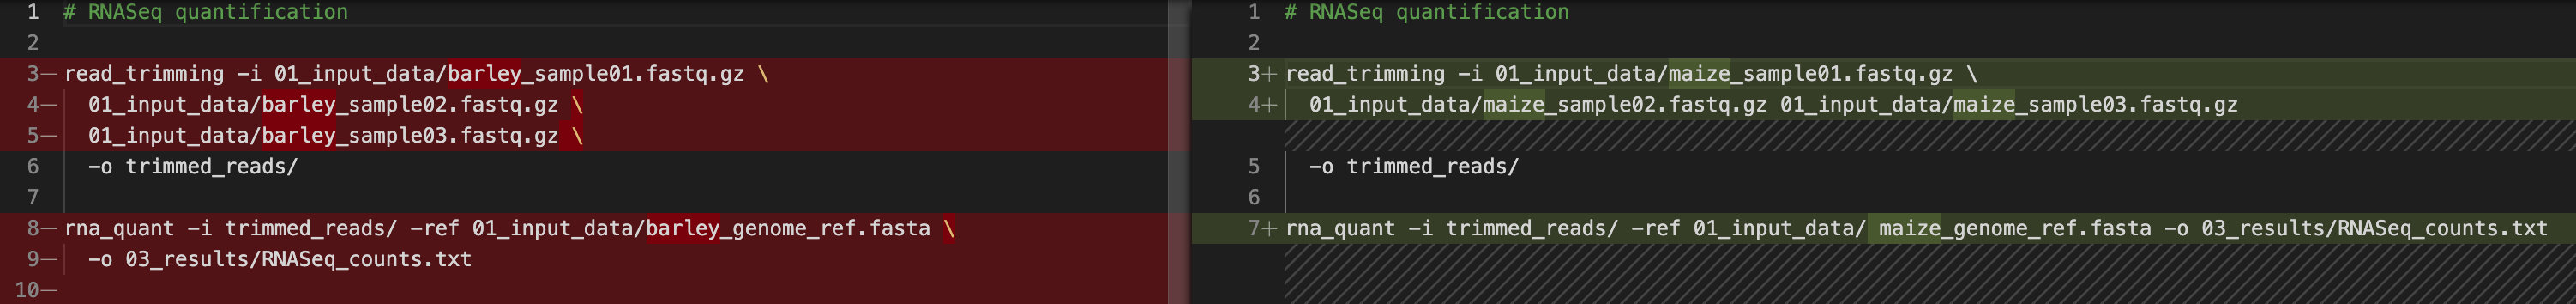 1 # RNASeq quantification
2
3— read_trimming -i 01_input_data/barley_sample01.fastq.gz \
4— 01_input_data/barley_sample02.fastq.gz \
5— 01_input_data/barley_sample03.fastq.gz \
6 -o trimmed_reads/
7
8— rna_quant -i trimmed_reads/ -ref 01_input_data/barley_genome_ref.fasta \
9— -o 03_results/RNASeq_counts.txt
10—
1 # RNASeq quantification
2
3+ read_trimming -i 01_input_data/maize_sample01.fastq.gz \
4+ 01_input_data/maize_sample02.fastq.gz 01_input_data/maize_sample03.fastq.gz
5 -o trimmed_reads/
6
7+ rna_quant -i trimmed_reads/ -ref 01_input_data/ maize_genome_ref.fasta -o 03_results/RNASeq_counts.txt